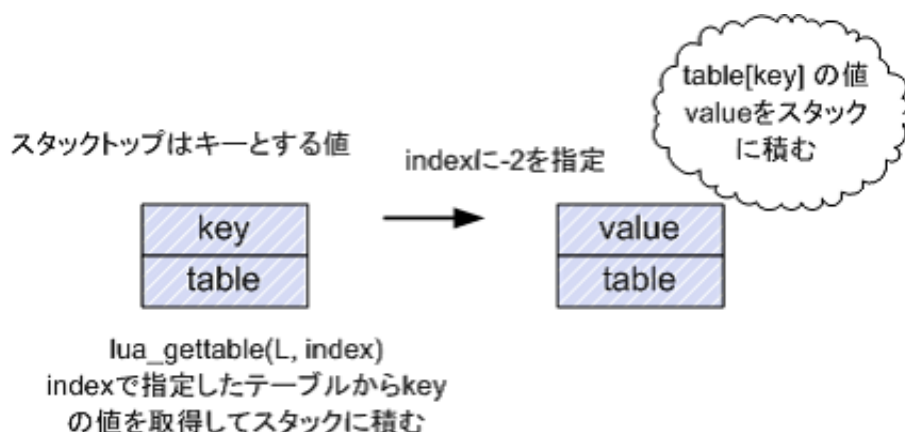 スタックトップはキーとする値
key
table
lua_gettable(L, index)
indexで指定したテーブルからkey
の値を取得してスタックに積む
indexに-2を指定
table[key] の値
valueをスタック
に積む
value
table